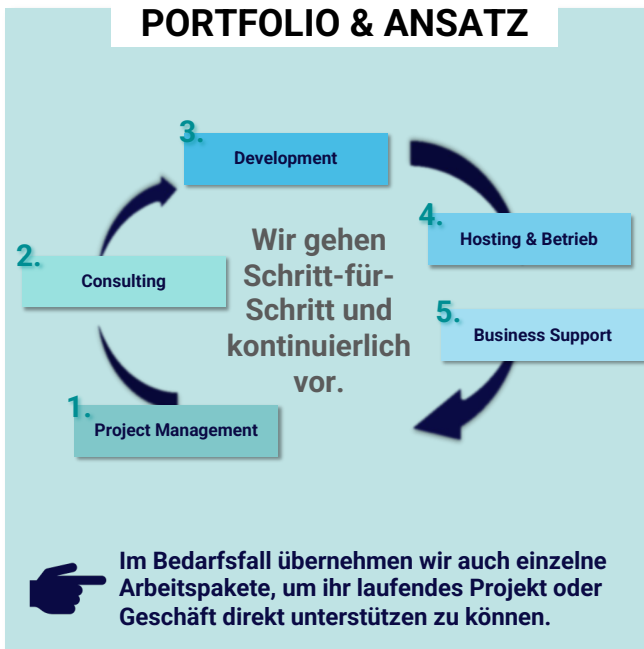 PORTFOLIO & ANSATZ
3.
Development
4.
Hosting & Betrieb
2.
Consulting
Wir gehen
Schritt-für-
Schritt und
kontinuierlich
vor.
5.
Business Support
1.
Project Management
Im Bedarfsfall übernehmen wir auch einzelne
Arbeitspakete, um ihr laufendes Projekt oder
Geschäft direkt unterstützen zu können.